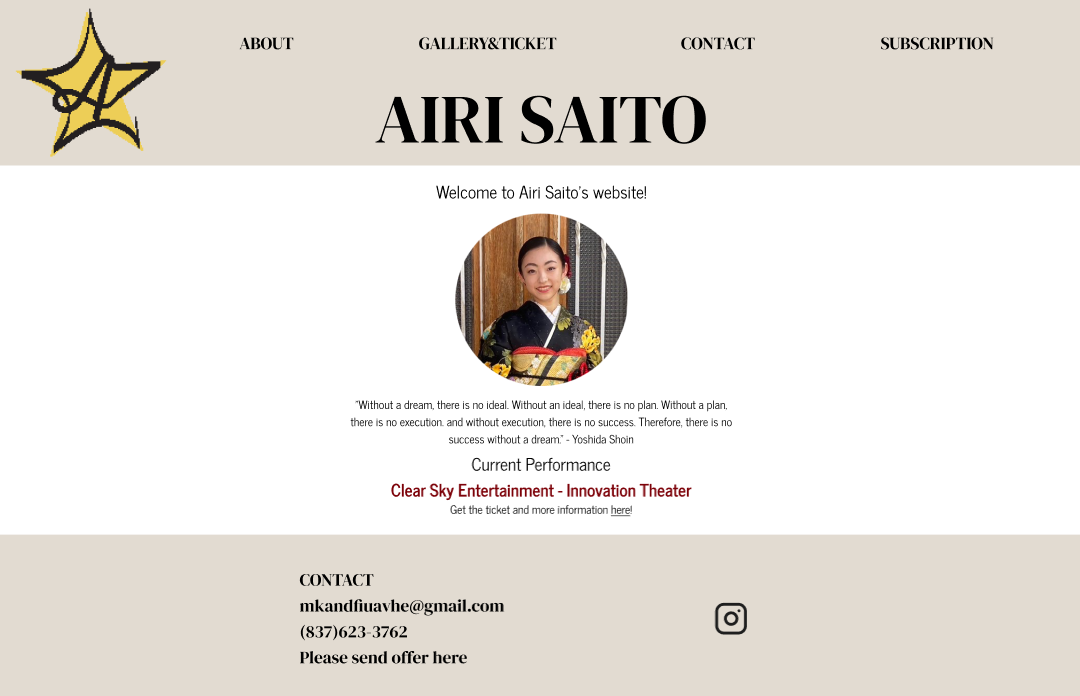 ABOUT
GALLERY&TICKET
CONTACT
SUBSCRIPTION
A
AIRI SAITO
Welcome to Airi Saito's website!
"Without a dream, there is no ideal. Without an ideal, there is no plan. Without a plan,
there is no execution. and without execution, there is no success. Therefore, there is no
success without a dream." - Yoshida Shoin
Current Performance
Clear Sky Entertainment - Innovation Theater
Get the ticket and more information here!
CONTACT
mkandfiuavhe@gmail.com
(837)623-3762
Please send offer here